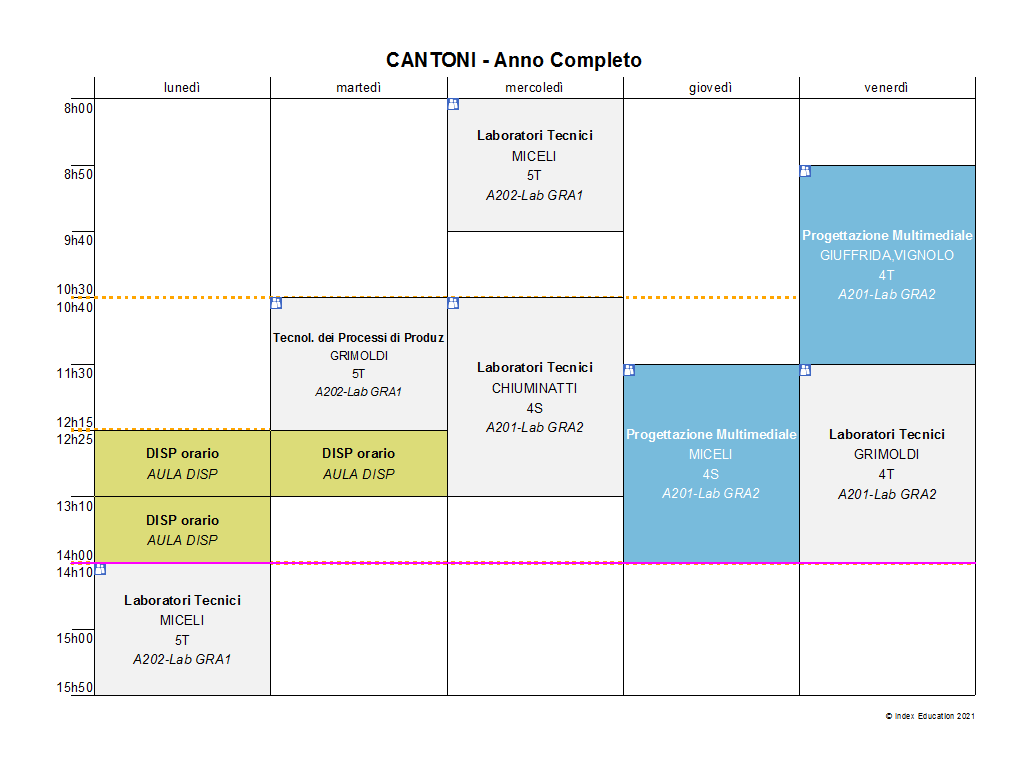 CANTONI - Anno Completo
lunedì
martedì
mercoledì
giovedì
venerdì
8h00
8h50
9h40
10h30
10h40
11h30
12h15
12h25
13h10
14h00
14h10
15h00
15h50
DISP orario
AULA DISP
DISP orario
AULA DISP
Laboratori Tecnici
MICELI
5T
A202-Lab GRA1
Tecnol. dei Processi di Produz
GRIMOLDI
5T
A202-Lab GRA1
DISP orario
AULA DISP
Laboratori Tecnici
MICELI
5T
A202-Lab GRA1
Laboratori Tecnici
CHIUMINATTI
4S
A201-Lab GRA2
Progettazione Multimediale
MICELI
4S
A201-Lab GRA2
Progettazione Multimediale
GIUFFRIDA,VIGNOLO
4T
A201-Lab GRA2
Laboratori Tecnici
GRIMOLDI
4T
A201-Lab GRA2
© Index Education 2021